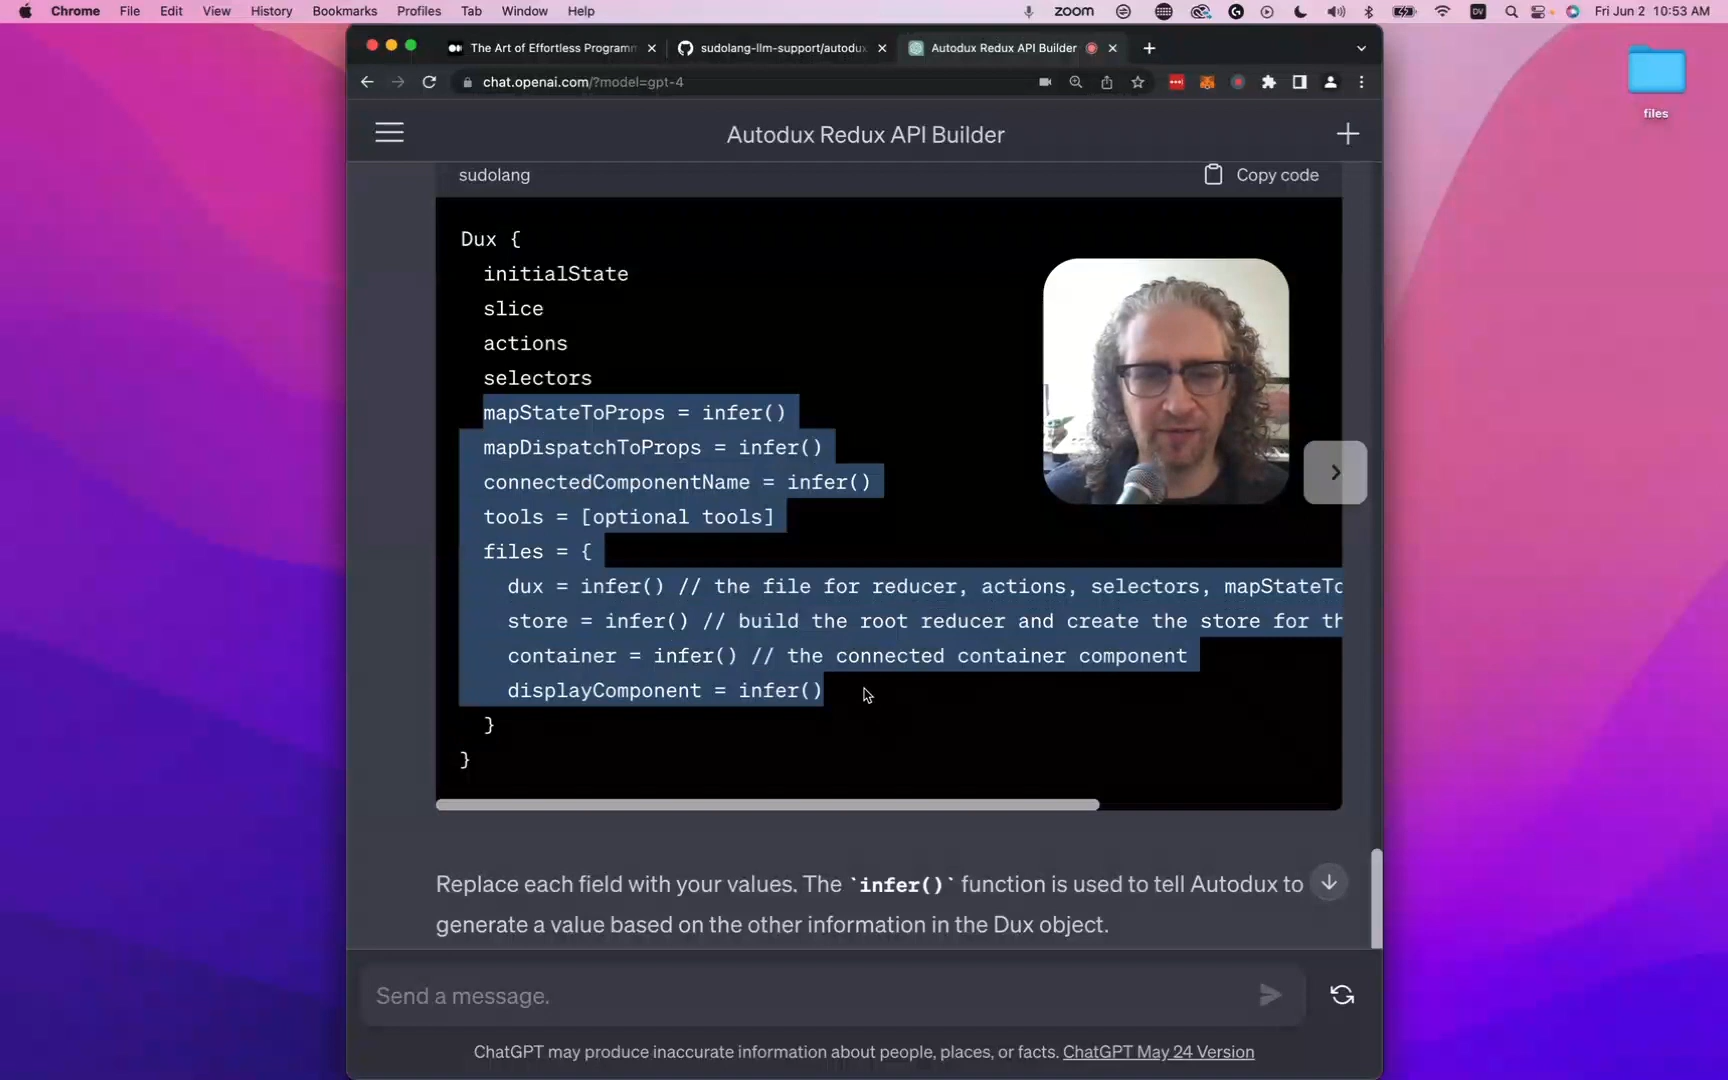 Chrome File Edit View History Bookmarks Profiles Tab Window Help zoom DV Fri Jun 2 10:53 AM
The Art of Effortless Programm sudolang-llm-support/autodux Autodux Redux API Builder
chat.openai.com/?model=gpt-4
files
Autodux Redux API Builder
sudolang Copy code
Dux {
initialState
slice
actions
selectors
mapStateToProps = infer()
mapDispatchToProps = infer()
connectedComponentName = infer()
tools = [optional tools]
files = {
dux = infer() // the file for reducer, actions, selectors, mapStateTo
store = infer() // build the root reducer and create the store for th
container = infer() // the connected container component
displayComponent = infer()
}
}
Replace each field with your values. The `infer()` function is used to tell Autodux to
generate a value based on the other information in the Dux object.
Send a message.
ChatGPT may produce inaccurate information about people, places, or facts. ChatGPT May 24 Version